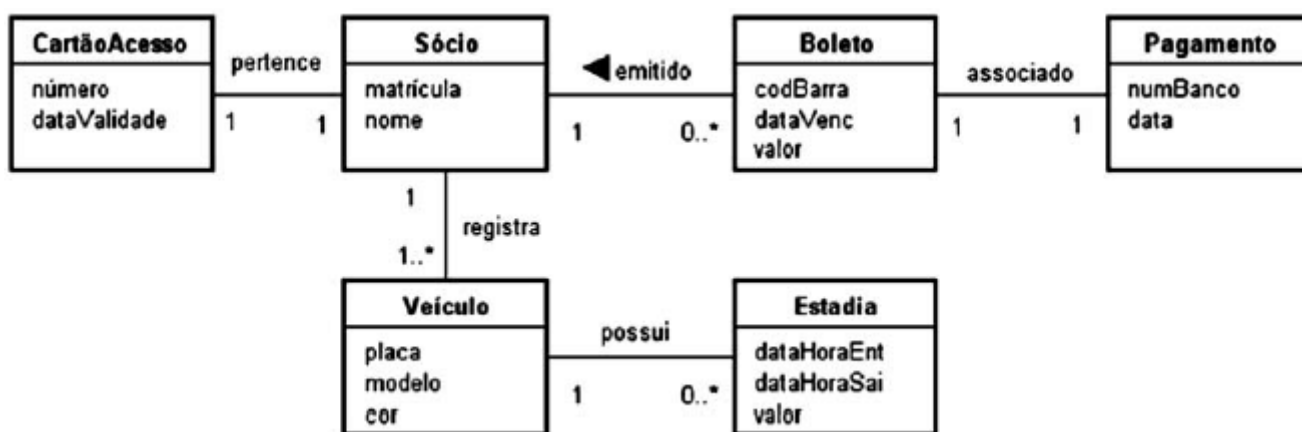 CartãoAcesso
número
dataValidade
pertence
1
1
Sócio
matrícula
nome
◀emitido
1
0..*
Boleto
codBarra
dataVenc
valor
associado
1
1
Pagamento
numBanco
data
1
registra
1..*
Veículo
placa
modelo
cor
possui
1
0..*
Estadia
dataHoraEnt
dataHoraSai
valor